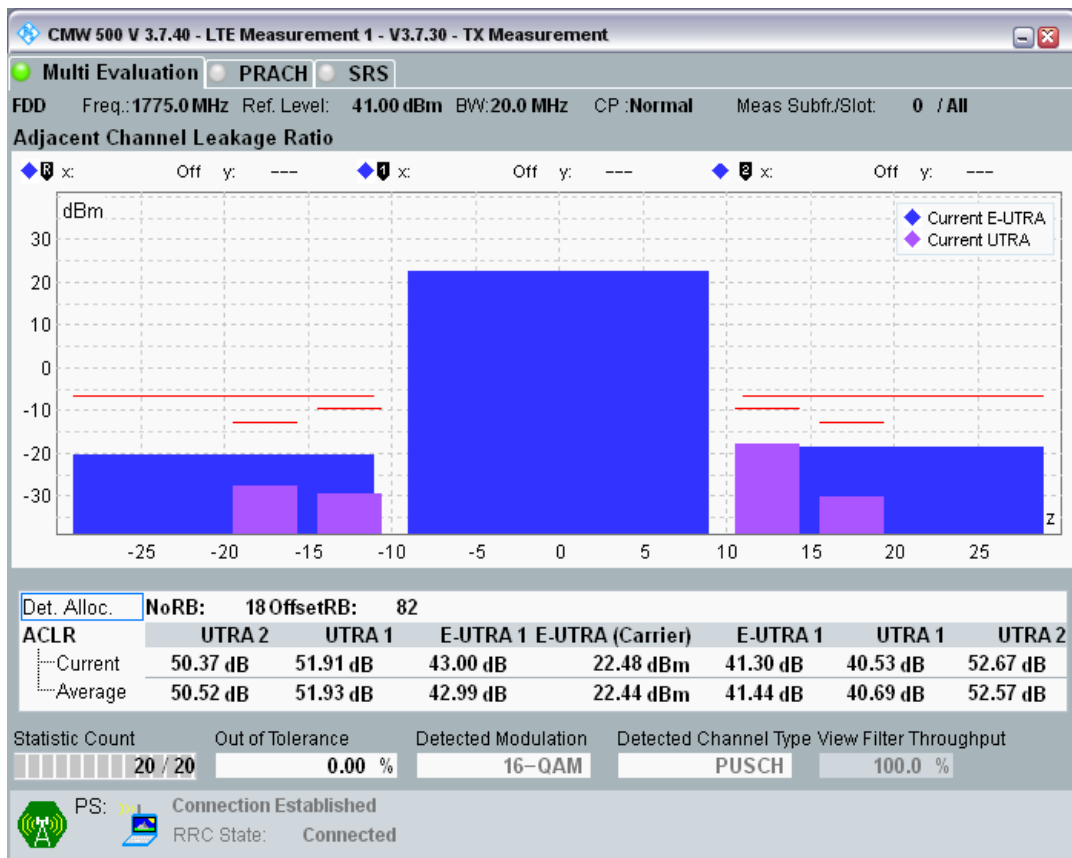 CMW 500 V 3.7.40 - LTE Measurement 1 - V3.7.30 - TX Measurement
Multi Evaluation PRACH SRS
FDD Freq.: 1775.0 MHz Ref. Level: 41.00 dBm BW: 20.0 MHz CP : Normal Meas Subfr./Slot: 0 / All
Adjacent Channel Leakage Ratio
R x: Off y: --- 1 x: Off y: --- 2 x: Off y: ---
dBm
Current E-UTRA
Current UTRA
30
20
10
0
-10
-20
-30
z
-25 -20 -15 -10 -5 0 5 10 15 20 25
Det. Alloc. NoRB: 18 OffsetRB: 82
ACLR UTRA 2 UTRA 1 E-UTRA 1 E-UTRA (Carrier) E-UTRA 1 UTRA 1 UTRA 2
Current 50.37 dB 51.91 dB 43.00 dB 22.48 dBm 41.30 dB 40.53 dB 52.67 dB
Average 50.52 dB 51.93 dB 42.99 dB 22.44 dBm 41.44 dB 40.69 dB 52.57 dB
Statistic Count Out of Tolerance Detected Modulation Detected Channel Type View Filter Throughput
20 / 20 0.00 % 16-QAM PUSCH 100.0 %
PS: Connection Established
RRC State: Connected